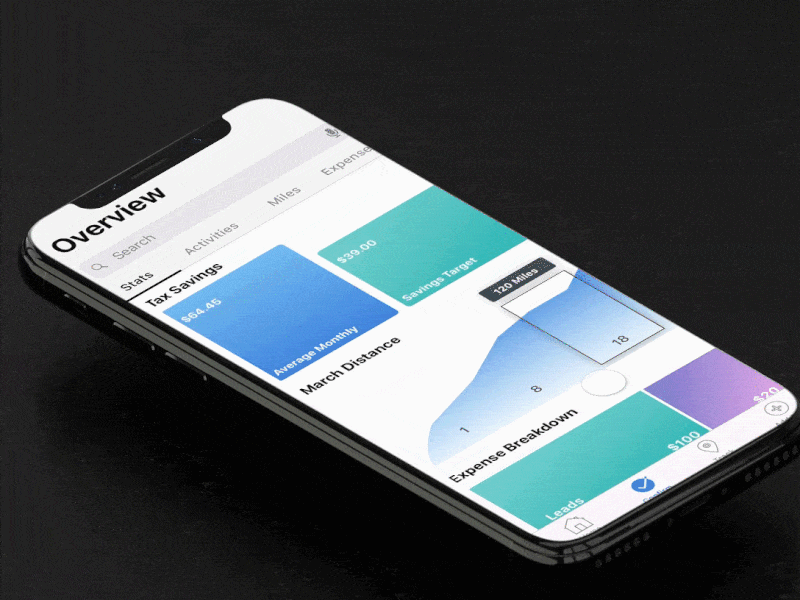 Overview
Search
Stats
Activities
Miles
Expense
Tax Savings
$64.45
Average Monthly
$39.00
Savings Target
March Distance
120 Miles
1
8
18
Expense Breakdown
Leads
$100
$20